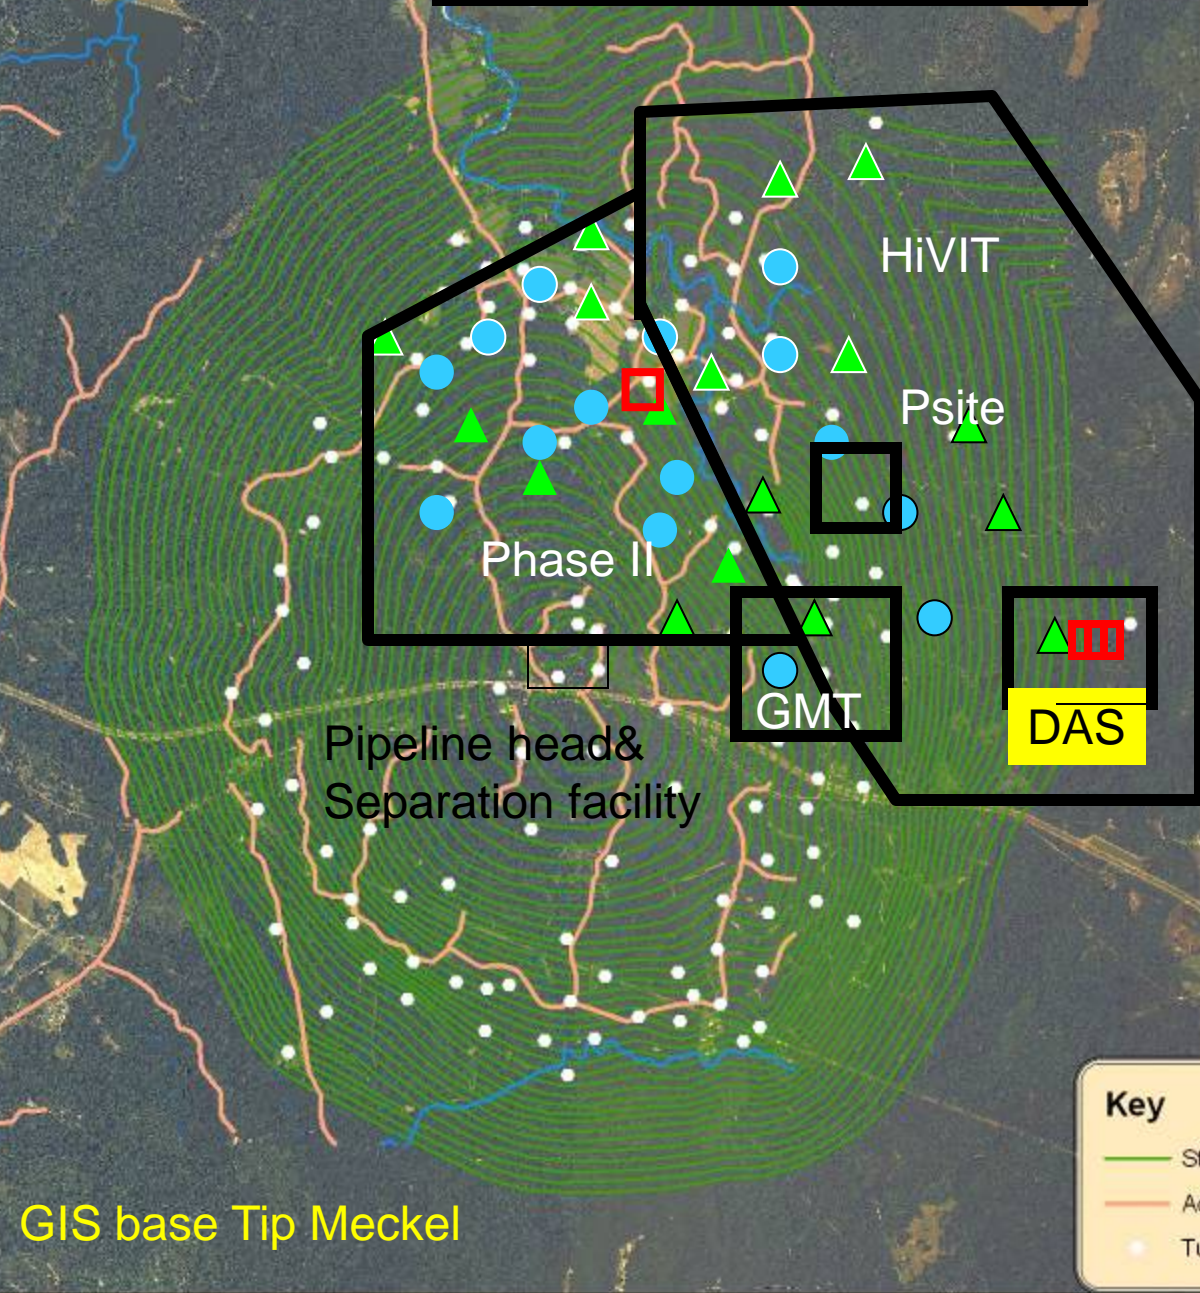 HiVIT
Psite
Phase II
GMT
DAS
Pipeline head&
Separation facility
Key
GIS base Tip Meckel